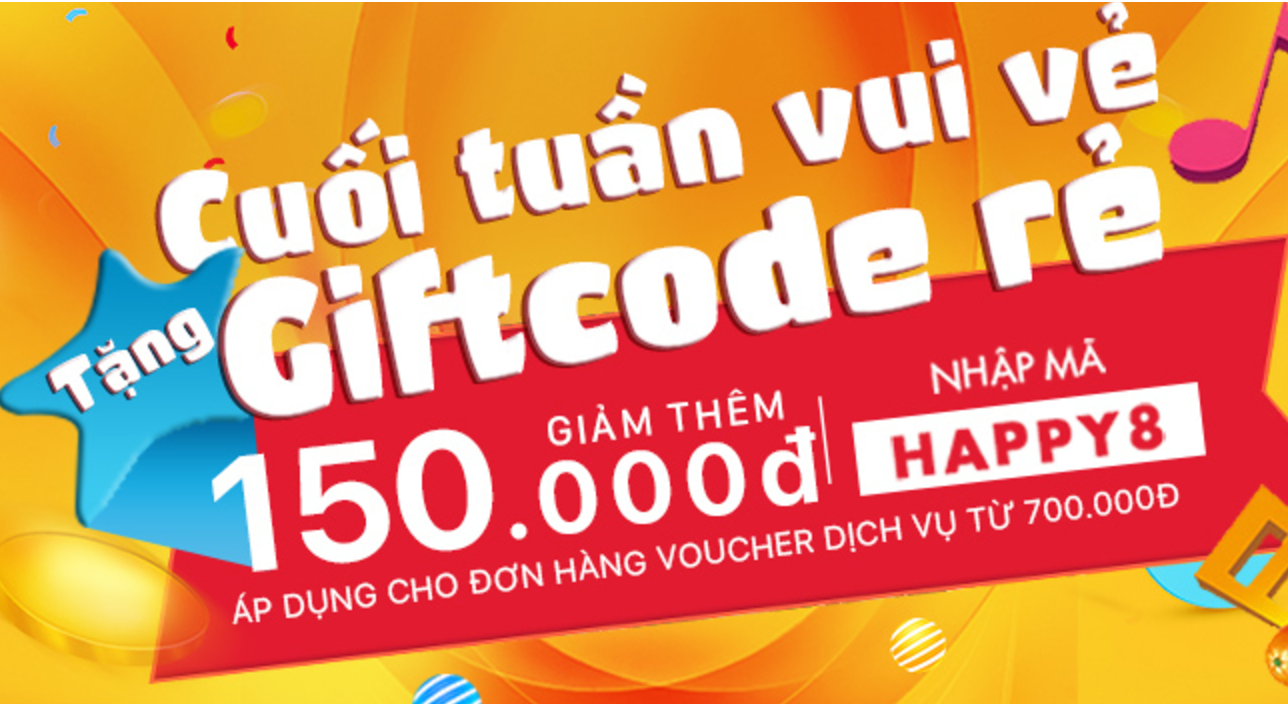 Cuối tuần vui vẻ
Tặng
Giftcode rẻ
GIẢM THÊM
150.000đ
NHẬP MÃ
HAPPY8
ÁP DỤNG CHO ĐƠN HÀNG VOUCHER DỊCH VỤ TỪ 700.000Đ